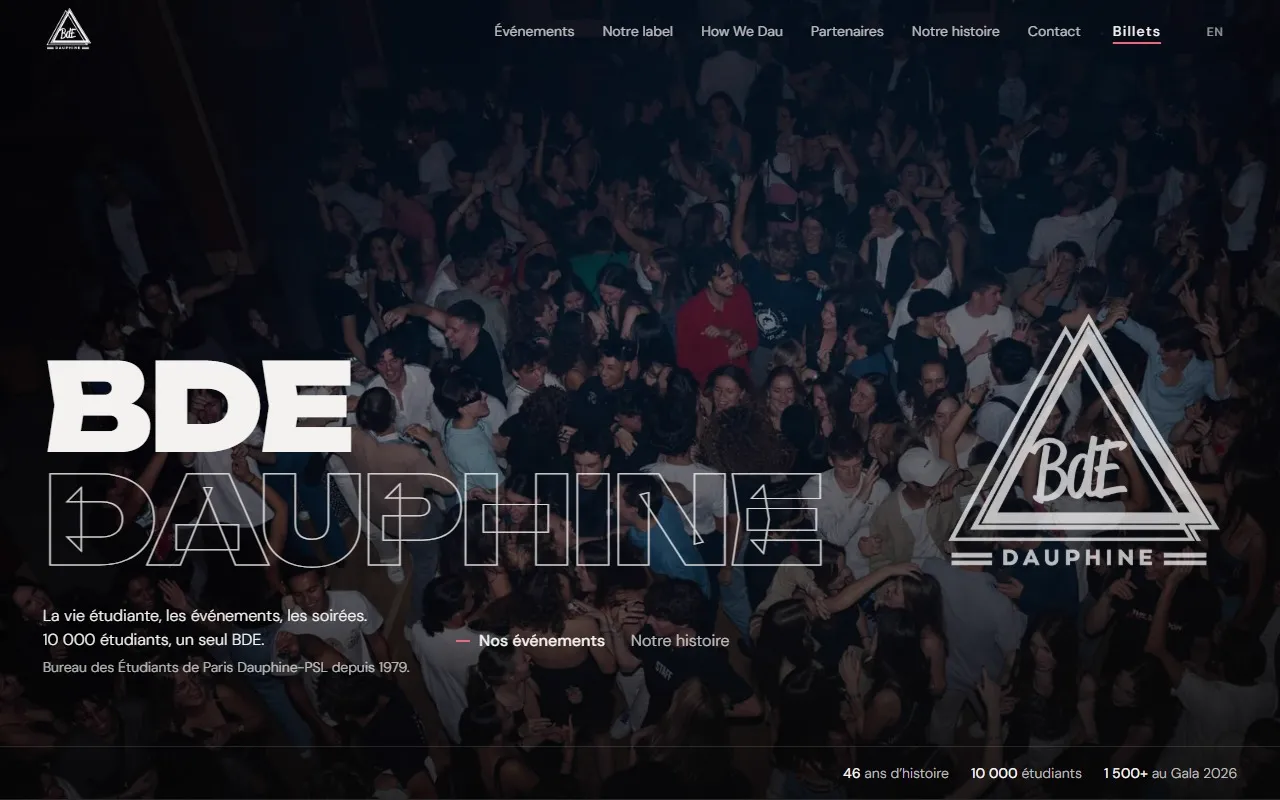 BdE
DAUPHINE
Événements Notre label How We Dau Partenaires Notre histoire Contact Billets EN
BDE
DAUPHINE
BdE
DAUPHINE
La vie étudiante, les événements, les soirées.
10 000 étudiants, un seul BDE.
Bureau des Étudiants de Paris Dauphine-PSL depuis 1979.
Nos événements Notre histoire
STAFF
46 ans d’histoire 10 000 étudiants 1 500+ au Gala 2026